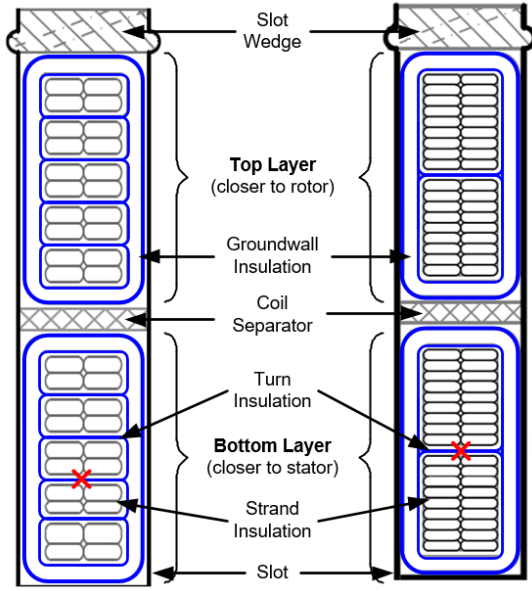 Slot
Wedge
Top Layer
(closer to rotor)
Groundwall
Insulation
Coil
Separator
Turn
Insulation
Bottom Layer
(closer to stator)
Strand
Insulation
Slot